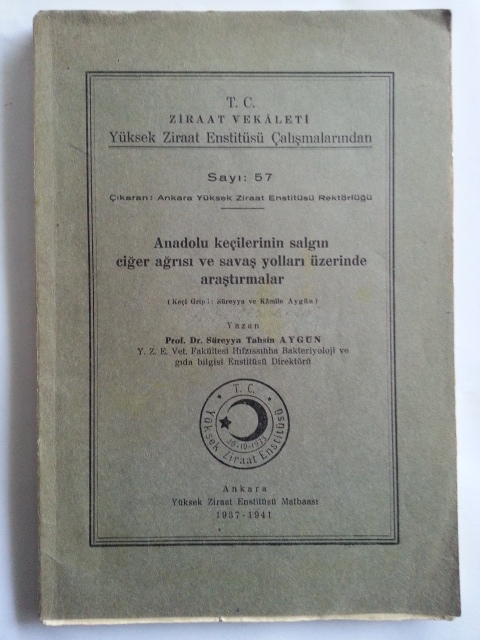 T. C.
ZİRAAT VEKÂLETİ
Yüksek Ziraat Enstitüsü Çalışmalarından
Sayı: 57
Çıkaran: Ankara Yüksek Ziraat Enstitüsü Rektörlüğü
Anadolu keçilerinin salgın
ciğer ağrısı ve savaş yolları üzerinde
araştırmalar
(Keçi Gripi: Süreyya ve Kâmile Aygün)
Yazan
Prof. Dr. Süreyya Tahsin AYGÜN
Y. Z. E. Vet. Fakültesi Hıfzıssıhha Bakteriyoloji ve
gıda bilgisi Enstitüsü Direktörü
T. C.
Yüksek Ziraat Enstitüsü
Ankara
Yüksek Ziraat Enstitüsü Matbaası
1937-1941